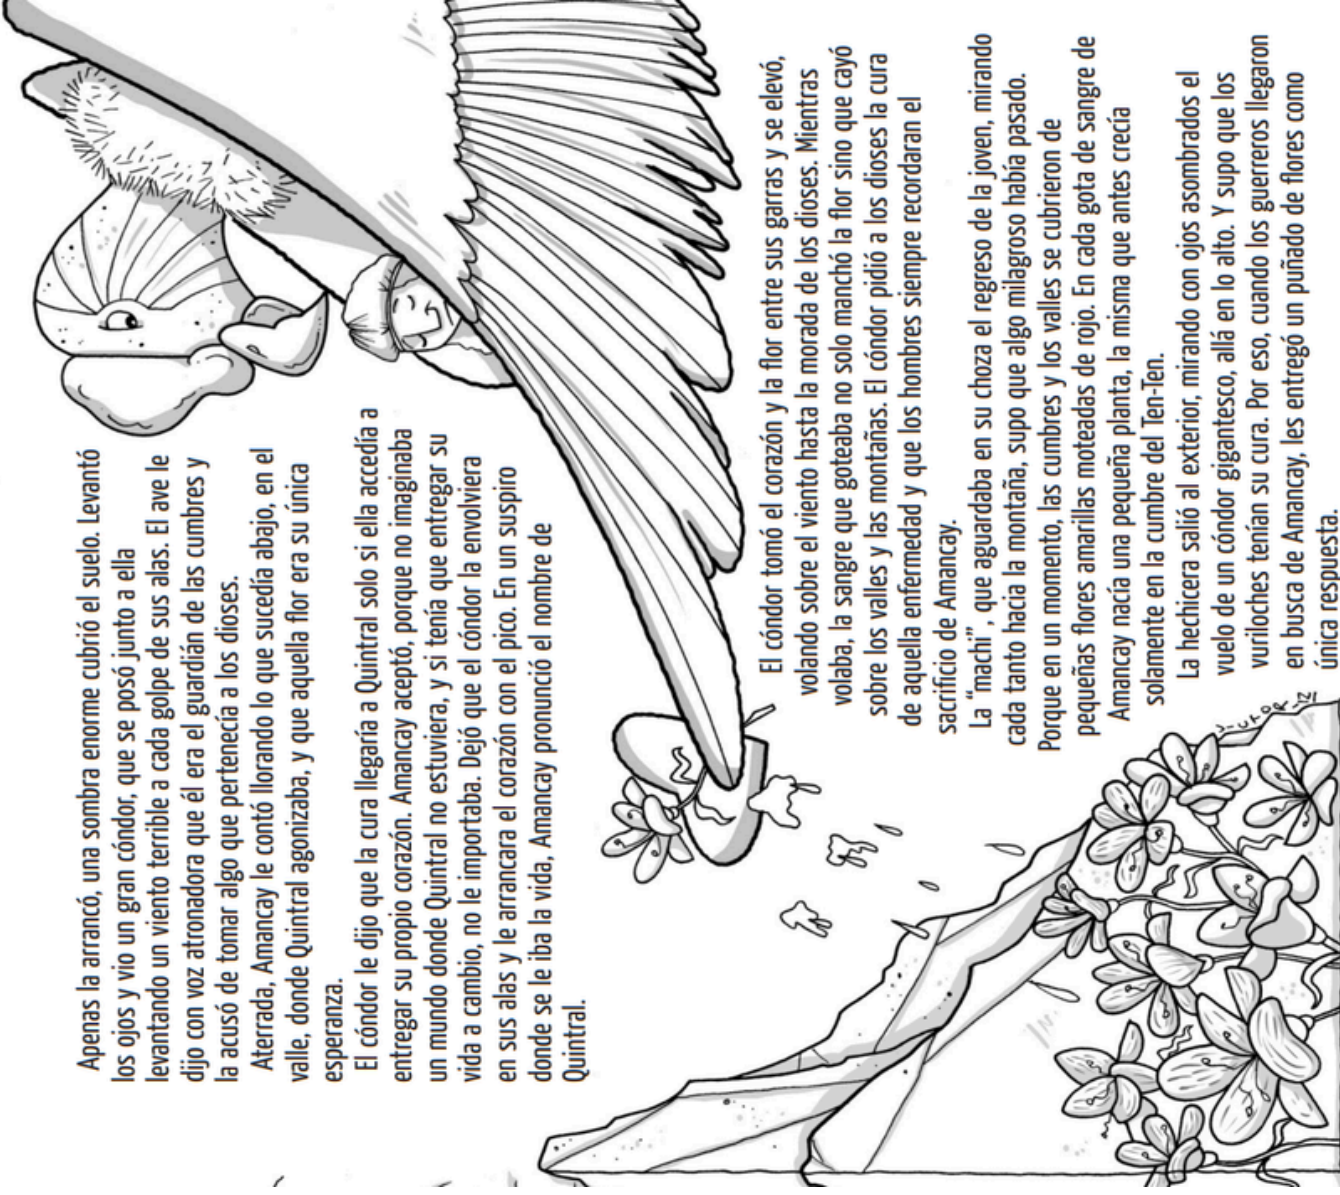 Apenas la arrancó, una sombra enorme cubrió el suelo. Levantó
los ojos y vio un gran cóndor, que se posó junto a ella
levantando un viento terrible a cada golpe de sus alas. El ave le
dijo con voz atronadora que él era el guardián de las cumbres y
la acusó de tomar algo que pertenecía a los dioses.
Aterrada, Amancay le contó llorando lo que sucedía abajo, en el
valle, donde Quintral agonizaba, y que aquella flor era su única
esperanza.
El cóndor le dijo que la cura llegaría a Quintral solo si ella accedía a
entregar su propio corazón. Amancay aceptó, porque no imaginaba
un mundo donde Quintral no estuviera, y si tenía que entregar su
vida a cambio, no le importaba. Dejó que el cóndor la envolviera
en sus alas y le arrancara el corazón con el pico. En un suspiro
donde se le iba la vida, Amancay pronunció el nombre de
Quintral.
El cóndor tomó el corazón y la flor entre sus garras y se elevó,
volando sobre el viento hasta la morada de los dioses. Mientras
volaba, la sangre que goteaba no solo manchó la flor sino que cayó
sobre los valles y las montañas. El cóndor pidió a los dioses la cura
de aquella enfermedad y que los hombres siempre recordaran el
sacrificio de Amancay.
La "machi", que aguardaba en su choza el regreso de la joven, mirando
cada tanto hacia la montaña, supo que algo milagroso había pasado.
Porque en un momento, las cumbres y los valles se cubrieron de
pequeñas flores amarillas moteadas de rojo. En cada gota de sangre de
Amancay nacía una pequeña planta, la misma que antes crecía
solamente en la cumbre del Ten-Ten.
La hechicera salió al exterior, mirando con ojos asombrados el
vuelo de un cóndor gigantesco, allá en lo alto. Y supo que los
vuriloches tenían su cura. Por eso, cuando los guerreros llegaron
en busca de Amancay, les entregó un puñado de flores como
única respuesta.